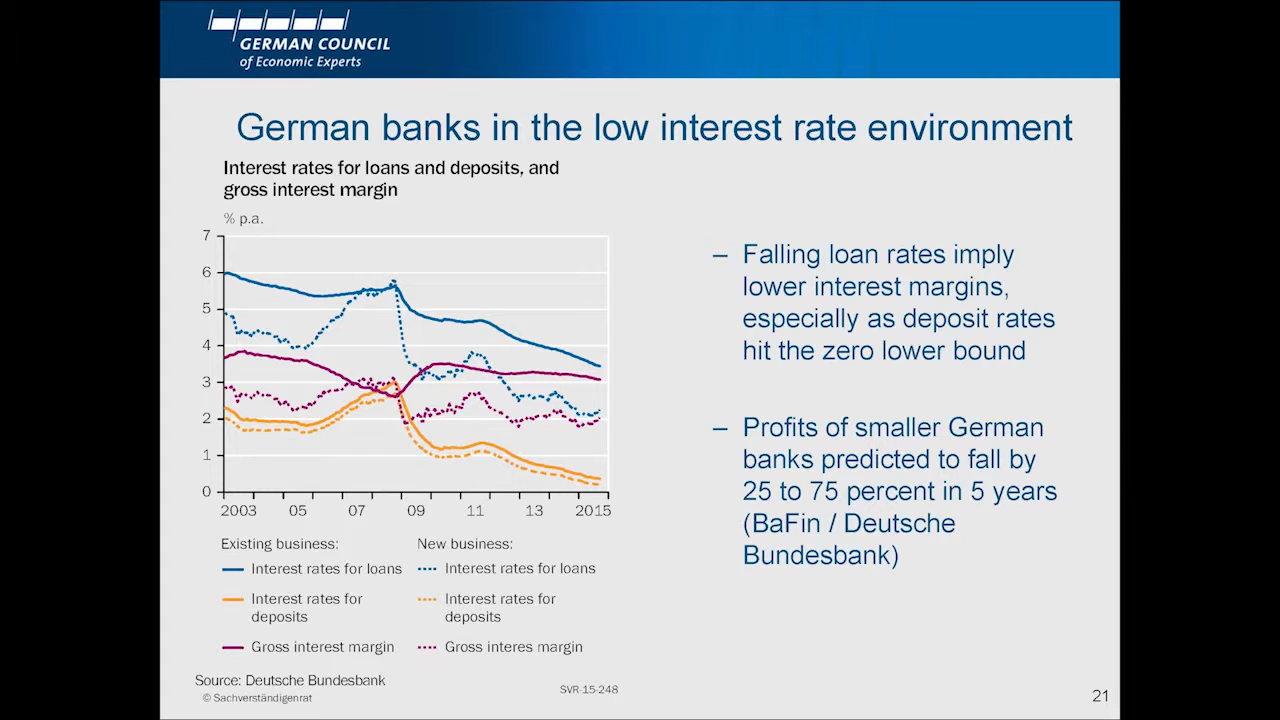 GERMAN COUNCIL
of Economic Experts
German banks in the low interest rate environment
Interest rates for loans and deposits, and
gross interest margin
% p.a.
7
6
5
4
3
2
1
0
2003 05 07 09 11 13 2015
Existing business:
Interest rates for loans
Interest rates for
deposits
Gross interest margin
New business:
Interest rates for loans
Interest rates for
deposits
Gross interes margin
– Falling loan rates imply
lower interest margins,
especially as deposit rates
hit the zero lower bound
– Profits of smaller German
banks predicted to fall by
25 to 75 percent in 5 years
(BaFin / Deutsche
Bundesbank)
Source: Deutsche Bundesbank
© Sachverständigenrat
SVR-15-248
21